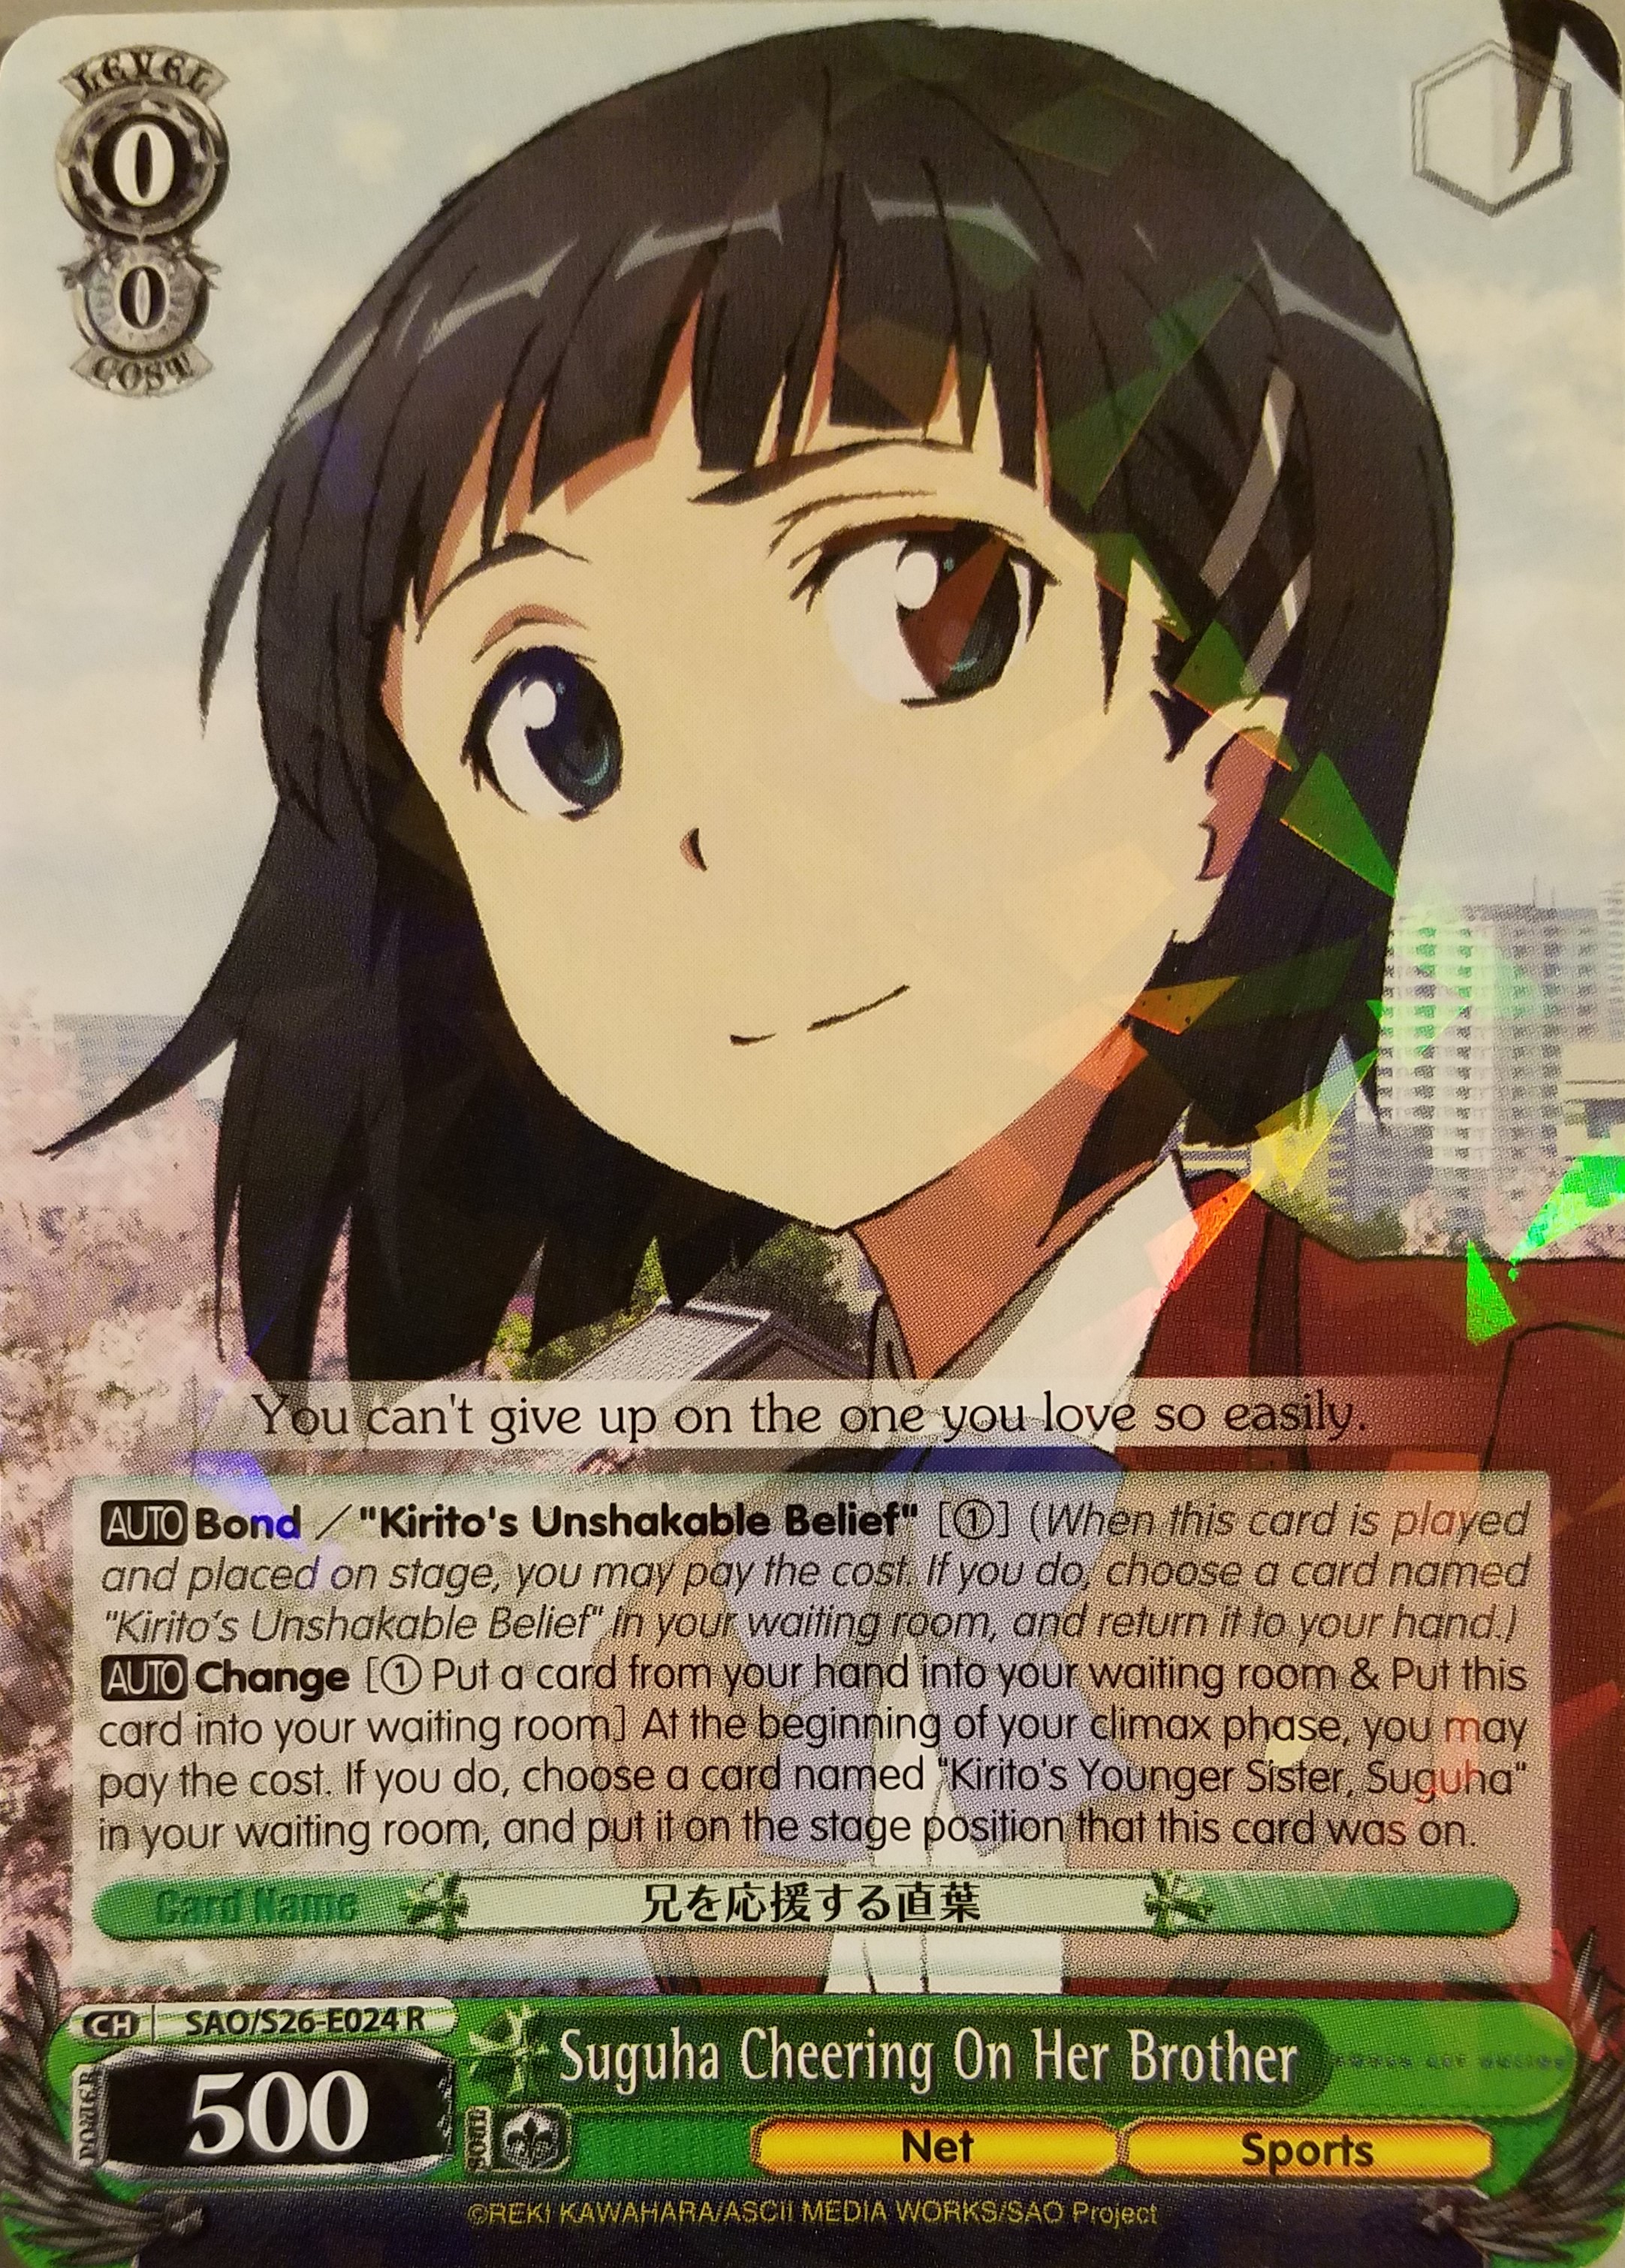 LEVEL
0
0
COST
You can't give up on the one you love so easily.
AUTO Bond ／"Kirito's Unshakable Belief" [①] (When this card is played
and placed on stage, you may pay the cost. If you do, choose a card named
"Kirito's Unshakable Belief" in your waiting room, and return it to your hand.)
AUTO Change [① Put a card from your hand into your waiting room & Put this
card into your waiting room] At the beginning of your climax phase, you may
pay the cost. If you do, choose a card named "Kirito's Younger Sister, Suguha"
in your waiting room, and put it on the stage position that this card was on.
Card Name 兄を応援する直葉
CH SAO/S26-E024 R
Suguha Cheering On Her Brother
POWER 500 SOUL
Net Sports
©REKI KAWAHARA/ASCII MEDIA WORKS/SAO Project